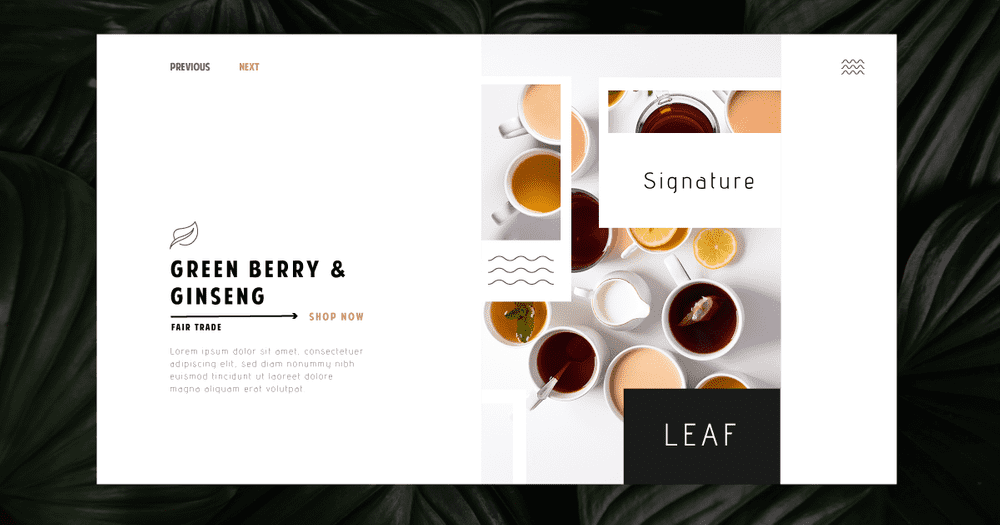 PREVIOUS NEXT
Signature
GREEN BERRY &
GINSENG
SHOP NOW
FAIR TRADE
Lorem ipsum dolor sit amet, consectetuer
adipiscing elit, sed diam nonummy nibh
euismod tincidunt ut laoreet dolore
magna aliquam erat volutpat
LEAF